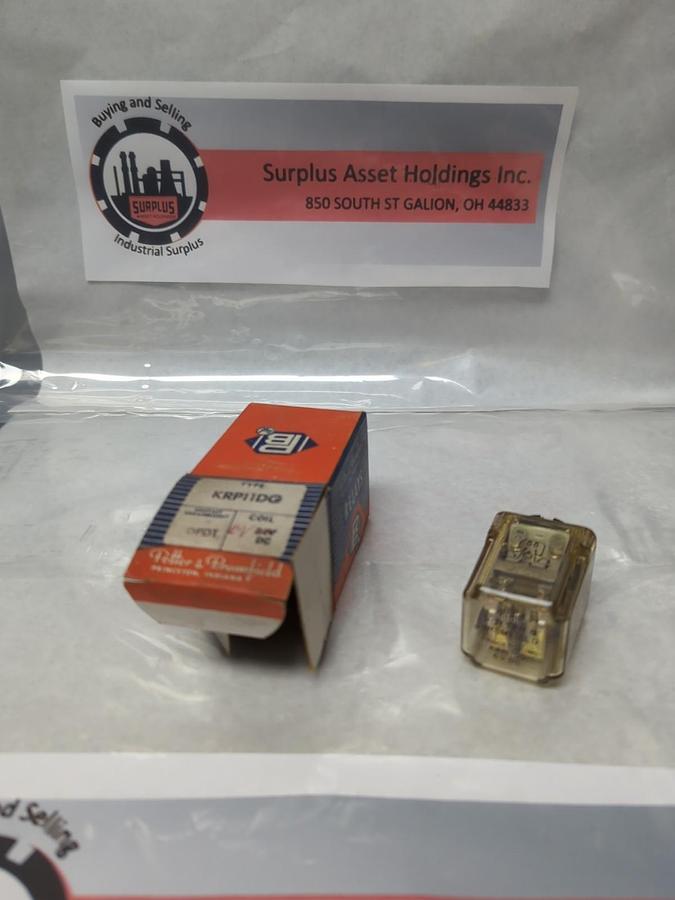 Buying and Selling
SURPLUS
Industrial Surplus
Surplus Asset Holdings Inc.
850 SOUTH ST GALION, OH 44833
TYPE
KRP11DG
COIL
DPDT
DC
Potter & Brumfield
PRINCETON, INDIANA
d Selling